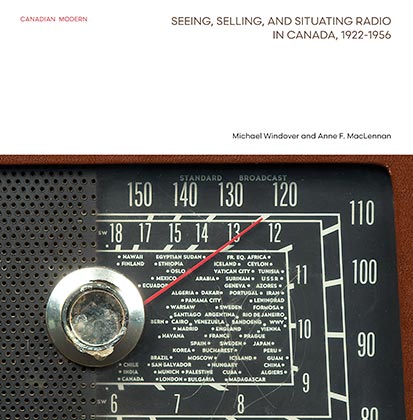 CANADIAN MODERN
SEEING, SELLING, AND SITUATING RADIO
IN CANADA, 1922-1956
Michael Windover and Anne F. MacLennan
STANDARD BROADCAST
150 140 130 120 110
SW 18 17 15 14 13 12
HAWAII EGYPTIAN SUDAN FR. EQ. AFRICA
FINLAND ETHIOPIA ICELAND CEYLON
OSLO VATICAN CITY TUNISIA
MEXICO ARABIA SURINAM U.S.S.R
ECUADOR GENEVA AZORES
ALGERIA DAKAR PORTUGAL IRAN
PANAMA CITY LENINGRAD
WARSAW SWEDEN FORMOSA
SANTIAGO ARGENTINA RIO DE JANEIRO
BERN CAIRO VENEZUELA WWV
MADRID ENGLAND VIENNA
HAVANA FRANCE PRAGUE
SPAIN SWEDEN JAPAN
KOREA BUCHAREST PERU
BRAZIL MOSCOW ICELAND GUAM
CHILE SAN SALVADOR HUNGARY CHINA
INDIA MUNICH PALESTINE CUBA ALGIERS
CANADA LONDON BULGARIA MADAGASCAR
11
100
10
90
9
6 7 8
80